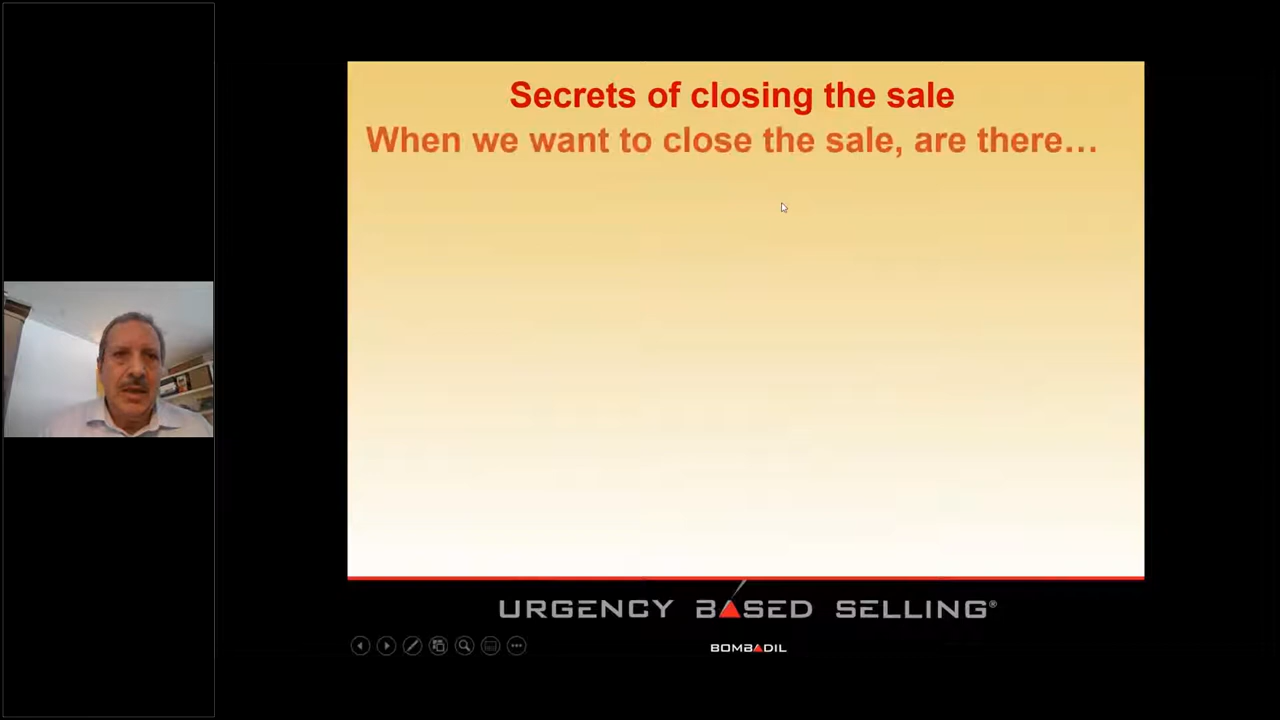 Secrets of closing the sale
When we want to close the sale, are there…
URGENCY BASED SELLING®
BOMBADIL